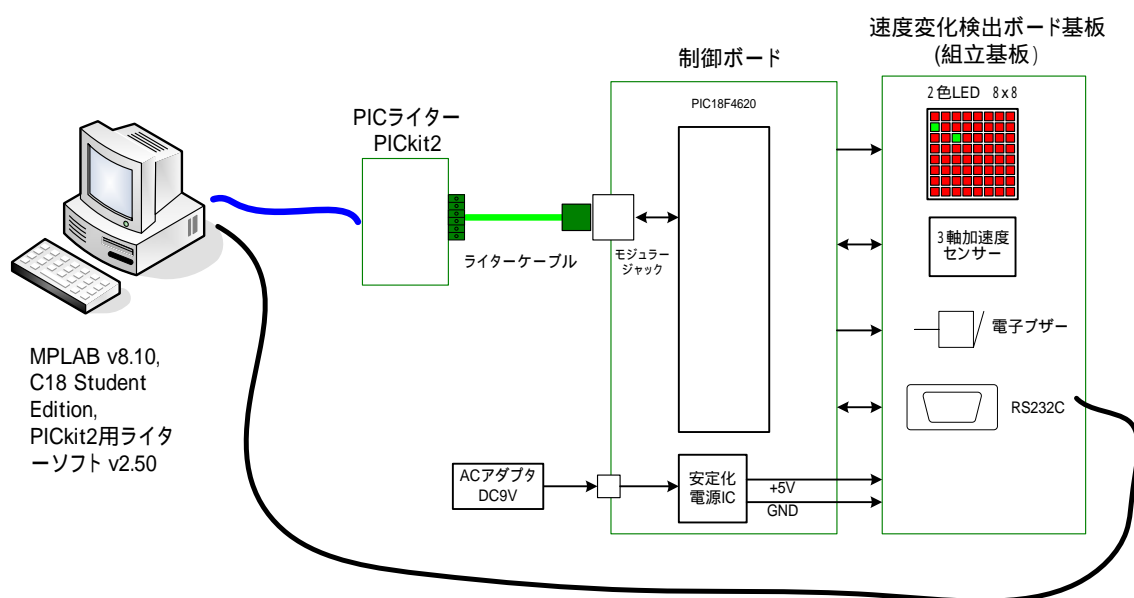 速度変化検出ボード基板
(組立基板）
制御ボード
2色LED 8x8
PIC18F4620
PICライター
PICkit2
3軸加速度
センサー
ライターケーブル
モジュラー
ジャック
電子ブザー
MPLAB v8.10,
C18 Student
Edition,
PICkit2用ライタ
ーソフト v2.50
RS232C
ACアダプタ
DC9V
安定化
電源IC
+5V
GND